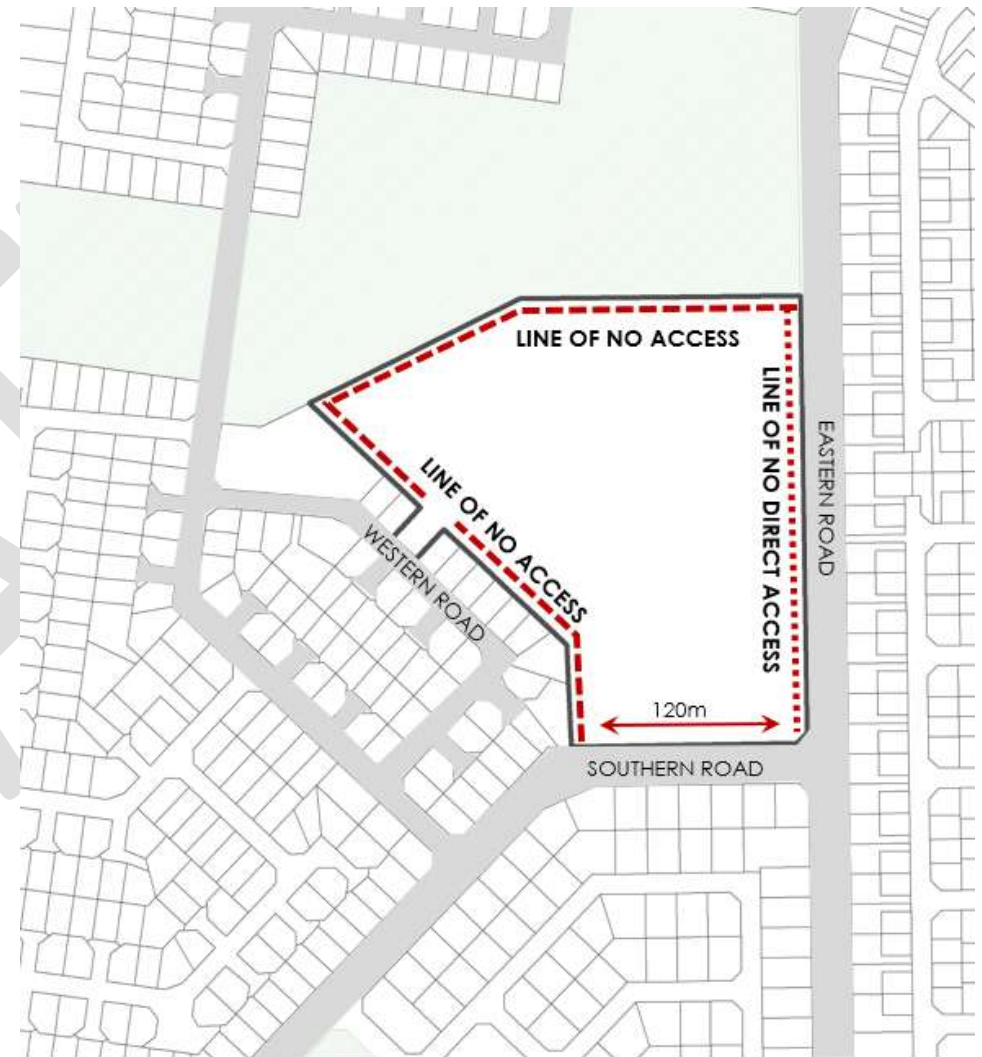 LINE OF NO ACCESS
LINE OF NO DIRECT ACCESS
EASTERN ROAD
LINE OF NO ACCESS
WESTERN ROAD
120m
SOUTHERN ROAD